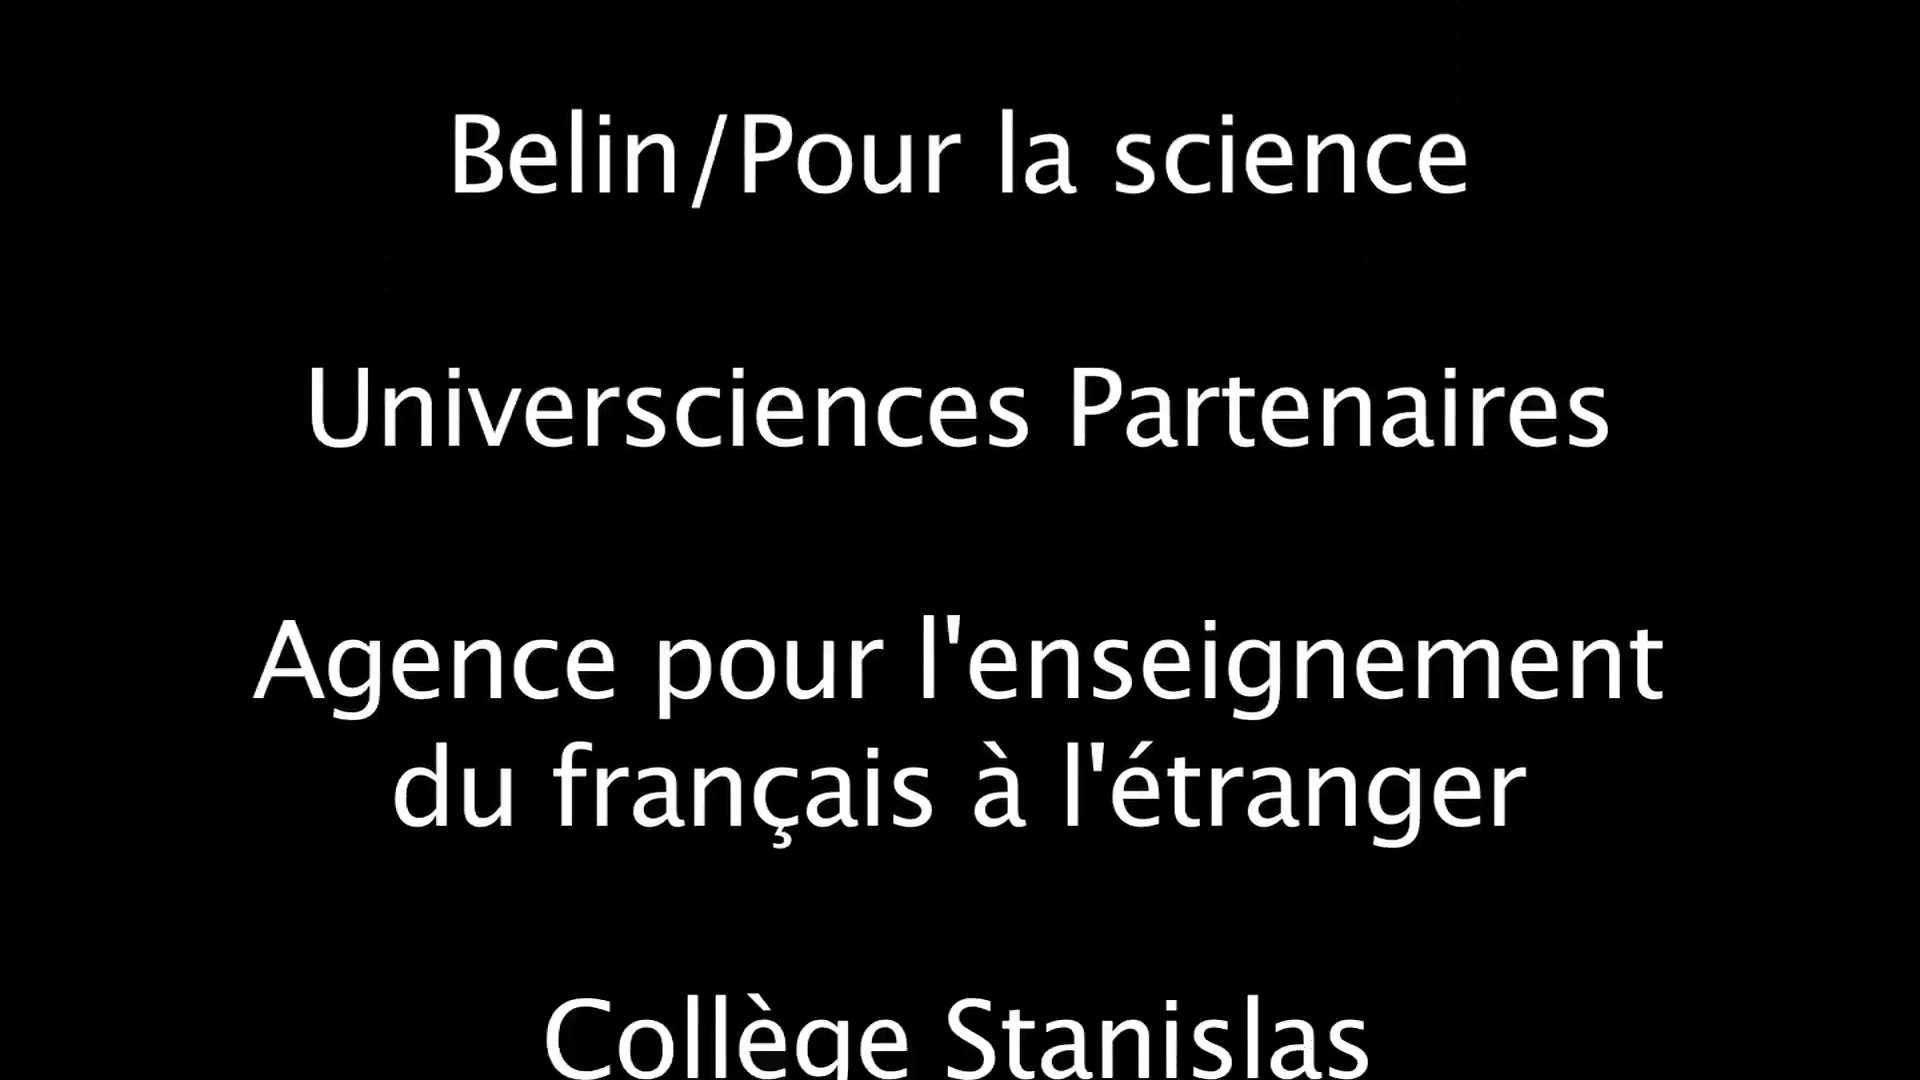 Belin/Pour la science
Universciences Partenaires
Agence pour l'enseignement
du français à l'étranger
Collège Stanislas